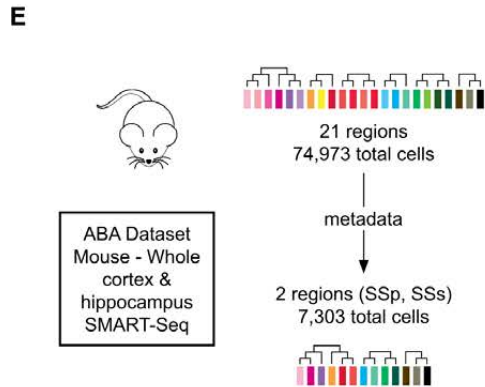 E
21 regions
74,973 total cells
metadata
ABA Dataset
Mouse - Whole
cortex &
hippocampus
SMART-Seq
2 regions (SSp, SSs)
7,303 total cells